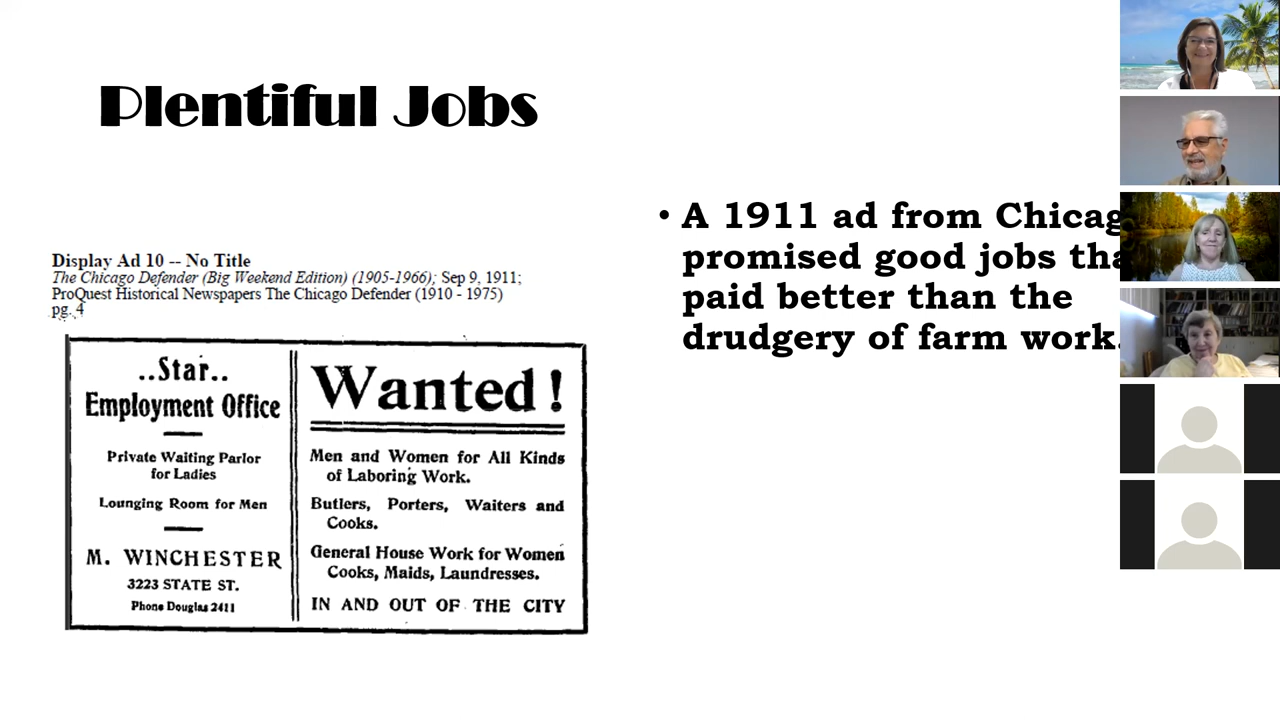 Plentiful Jobs
Display Ad 10 -- No Title
The Chicago Defender (Big Weekend Edition) (1905-1966); Sep 9, 1911;
ProQuest Historical Newspapers The Chicago Defender (1910 - 1975)
pg. 4
..Star..
Employment Office
Private Waiting Parlor
for Ladies
Lounging Room for Men
M. WINCHESTER
3223 STATE ST.
Phone Douglas 2411
Wanted!
Men and Women for All Kinds
of Laboring Work.
Butlers, Porters, Waiters and
Cooks.
General House Work for Women
Cooks, Maids, Laundresses.
IN AND OUT OF THE CITY
• A 1911 ad from Chicag
promised good jobs tha
paid better than the
drudgery of farm work.